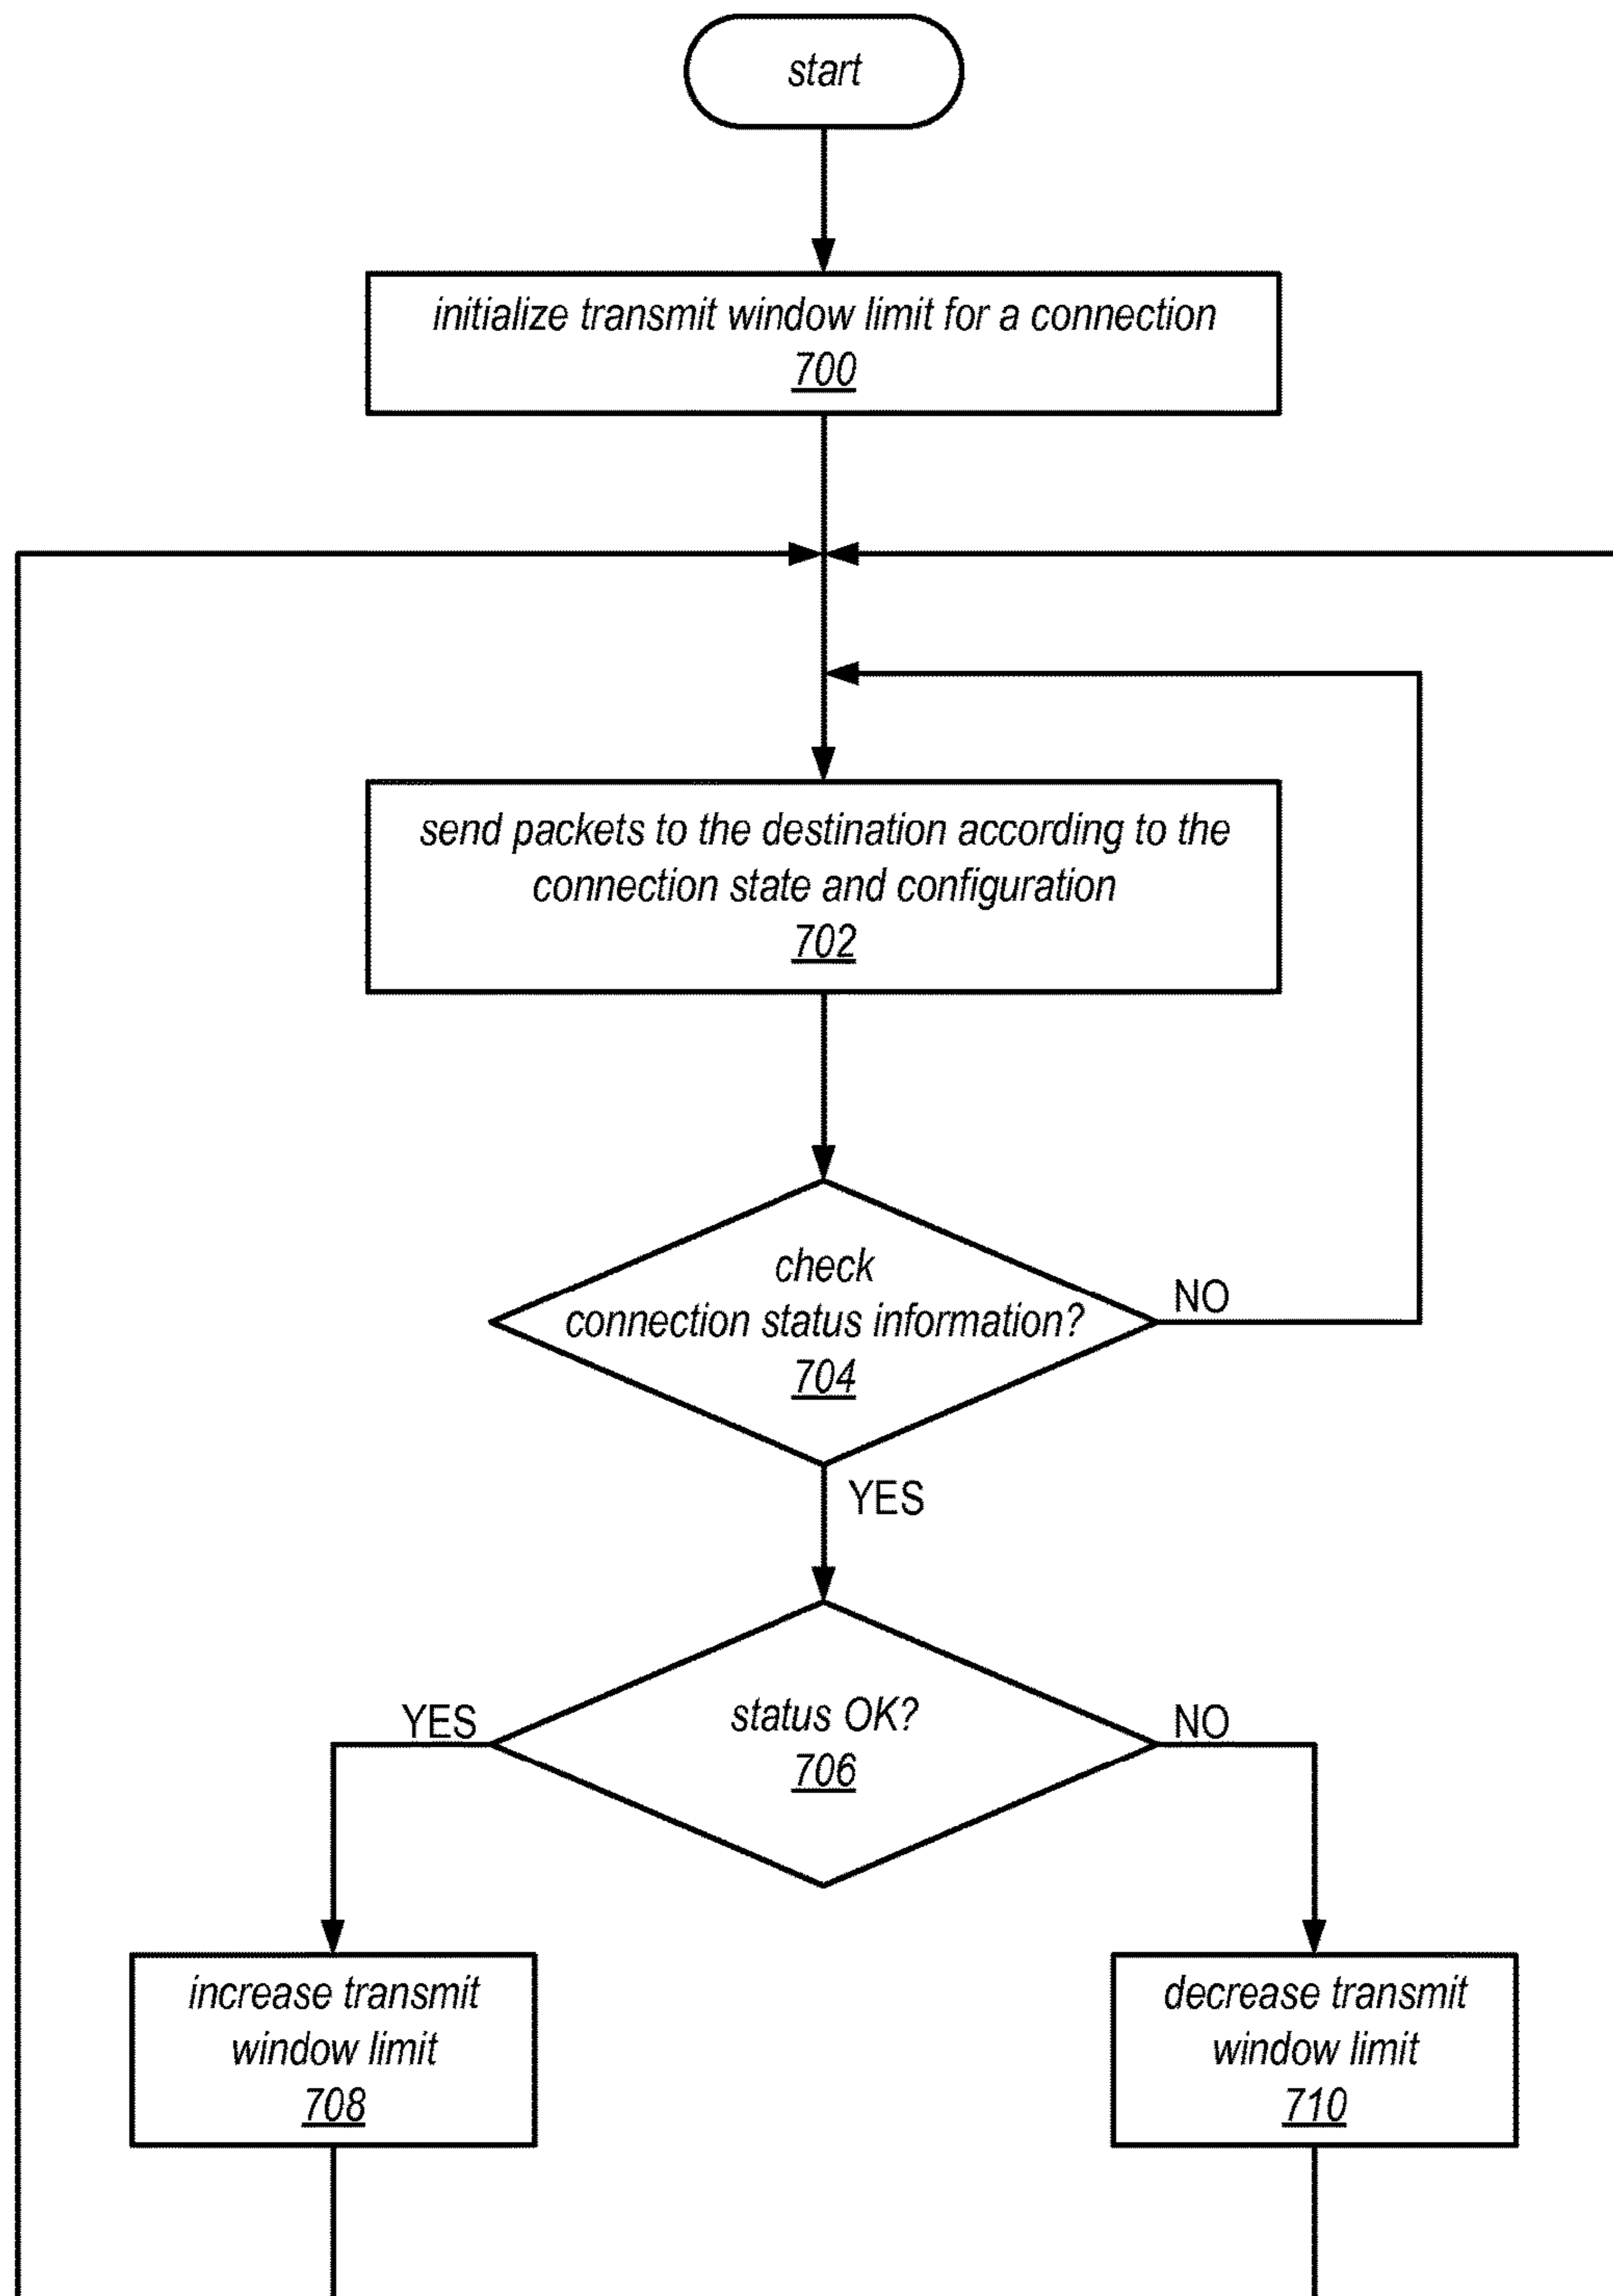 start
initialize transmit window limit for a connection
700
send packets to the destination according to the
connection state and configuration
702
check
connection status information?
704
NO
YES
status OK?
706
YES
NO
increase transmit
window limit
708
decrease transmit
window limit
710